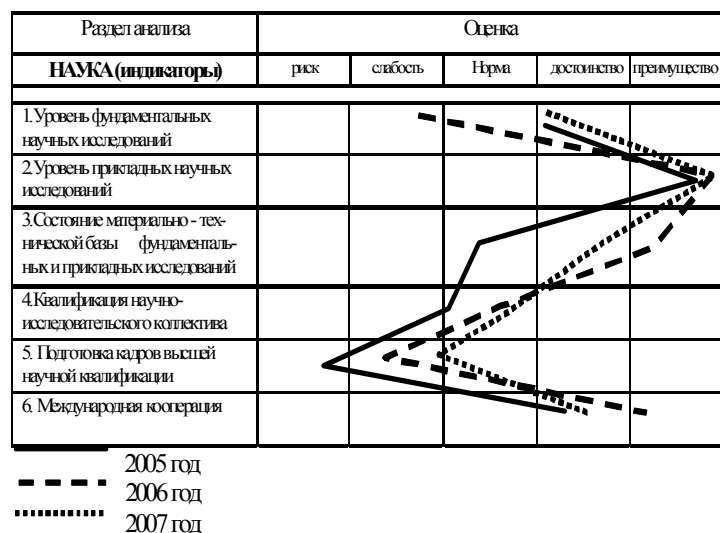 Раздел анализа Оценка
НАУКА (индикаторы) риск слабость Норма достоинство преимущество
1.Уровень фундаментальных
научных исследований
2.Уровень прикладных научных
исследований
3.Состояние материально - тех-
нической базы фундаменталь-
ных и прикладных исследований
4.Квалификация научно-
исследовательского коллектива
5. Подготовка кадров высшей
научной квалификации
6. Международная кооперация
2005 год
2006 год
2007 год